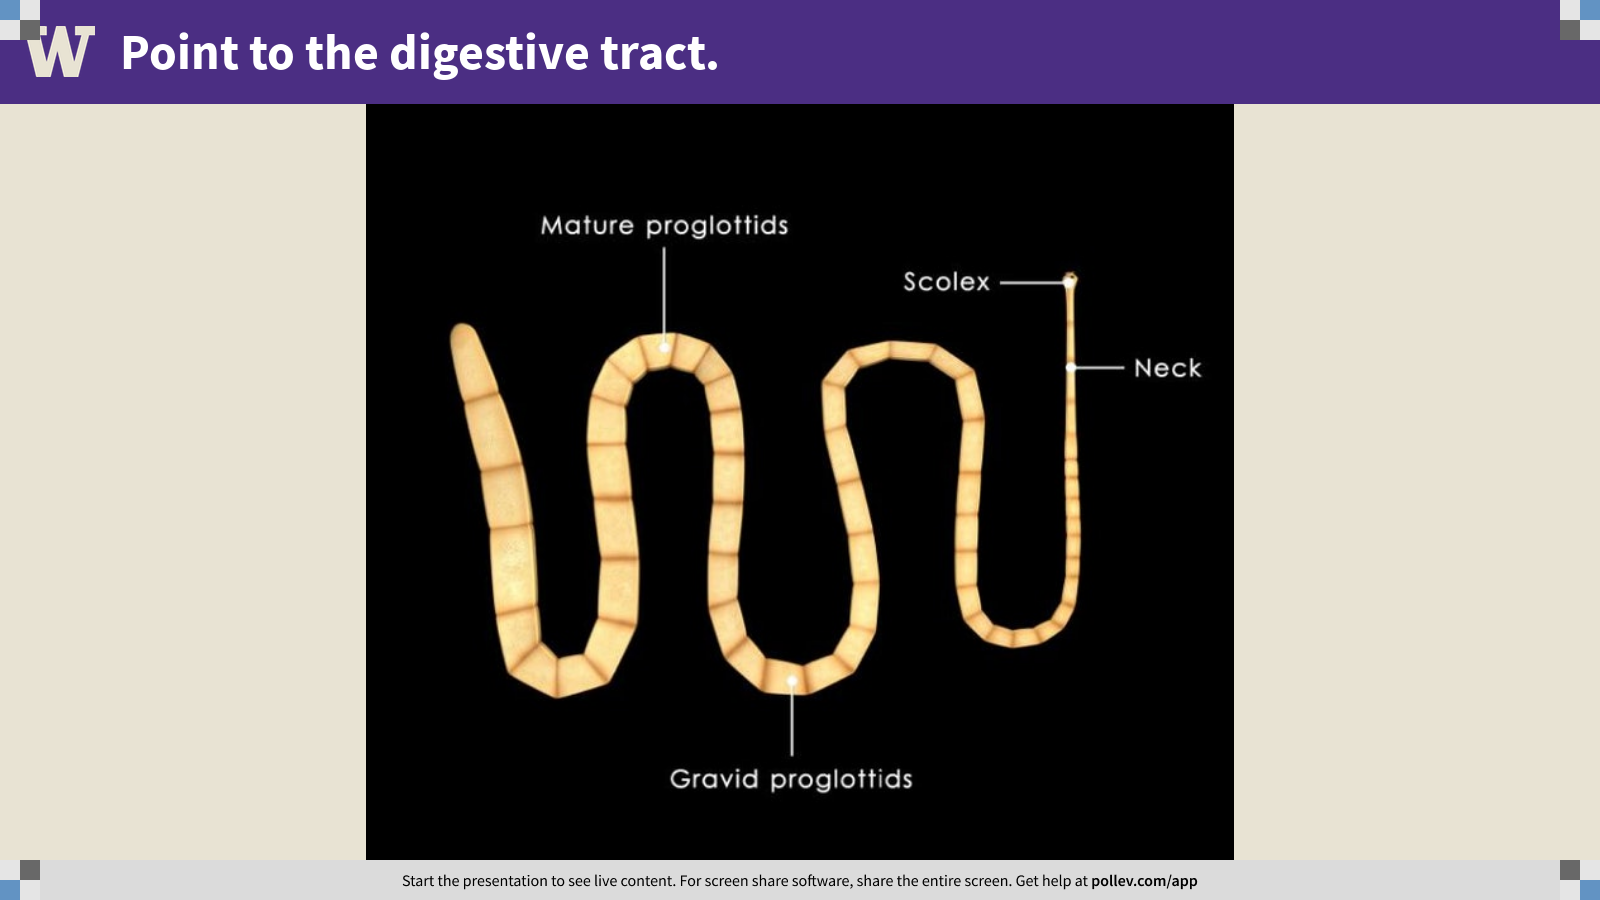 W
Point to the digestive tract.
Mature proglottids
Scolex
Neck
Gravid proglottids
Start the presentation to see live content. For screen share software, share the entire screen. Get help at pollev.com/app